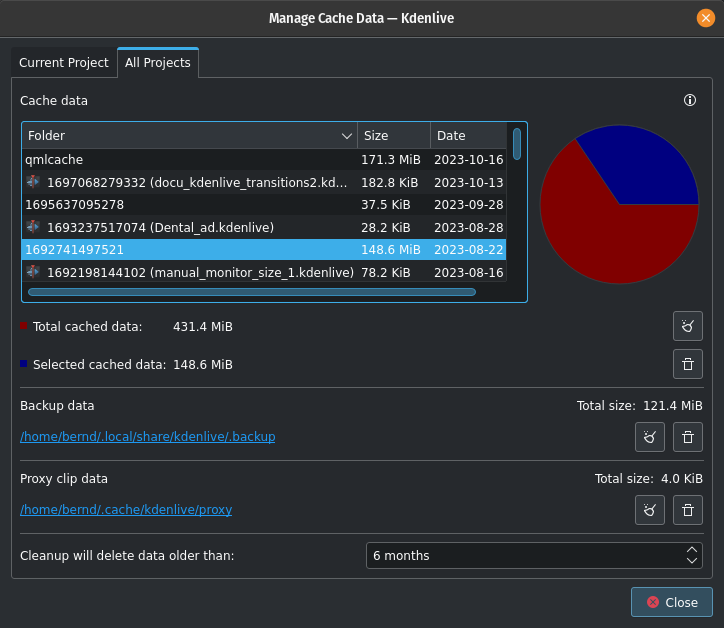 Manage Cache Data — Kdenlive
Current Project
All Projects
Cache data
Folder Size Date
qmlcache 171.3 MiB 2023-10-16
1697068279332 (docu_kdenlive_transitions2.kd... 182.8 KiB 2023-10-13
1695637095278 37.5 KiB 2023-09-28
1693237517074 (Dental_ad.kdenlive) 28.2 KiB 2023-08-28
1692741497521 148.6 MiB 2023-08-22
1692198144102 (manual_monitor_size_1.kdenlive) 78.2 KiB 2023-08-16
Total cached data: 431.4 MiB
Selected cached data: 148.6 MiB
Backup data Total size: 121.4 MiB
/home/bernd/.local/share/kdenlive/.backup
Proxy clip data Total size: 4.0 KiB
/home/bernd/.cache/kdenlive/proxy
Cleanup will delete data older than: 6 months
Close